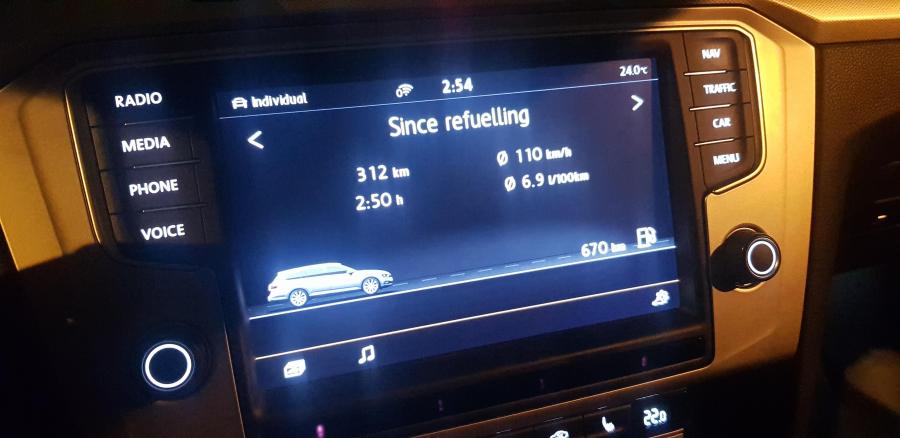 RADIO
MEDIA
PHONE
VOICE
Individual
2:54
24.0°C
Since refuelling
312 km
2:50 h
Ø 110 km/h
Ø 6.9 l/100km
670 km
NAV
TRAFFIC
CAR
MENU
22.0